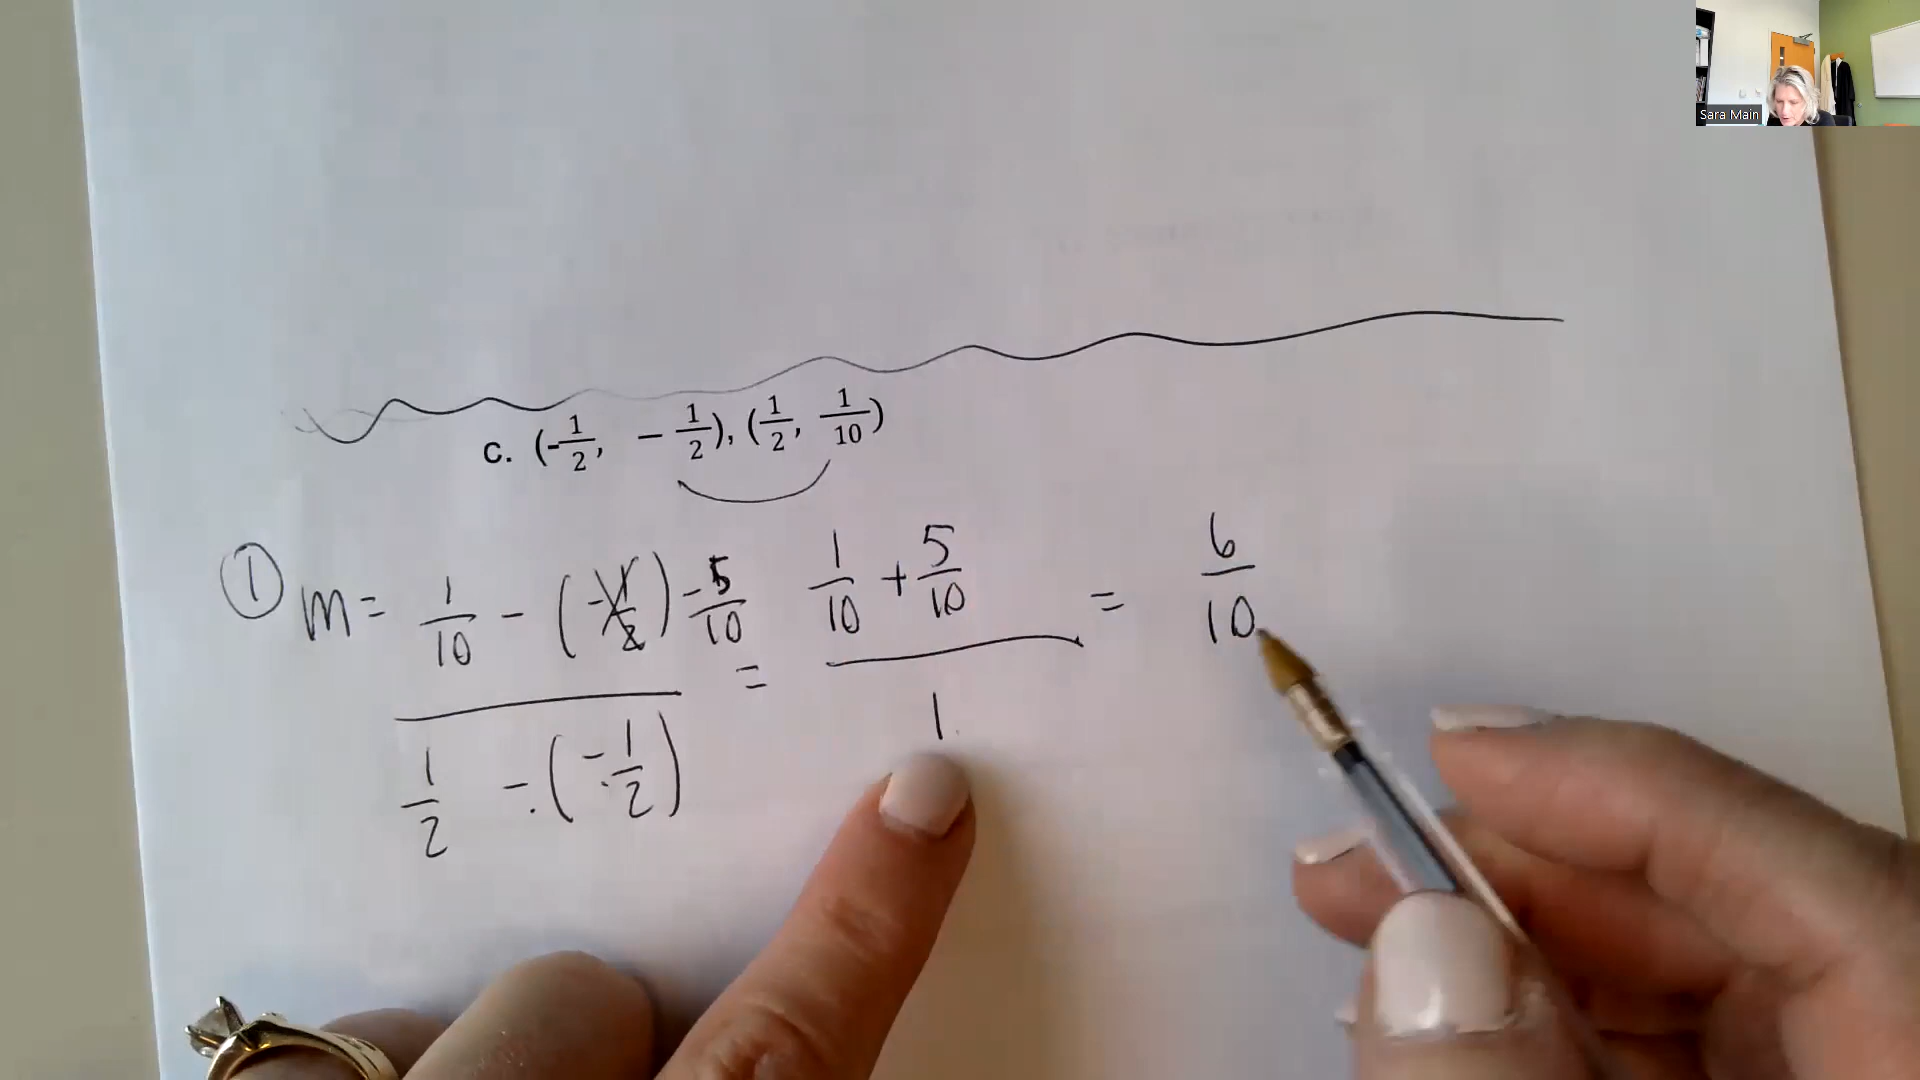 Sara Main
c. (-1/2, - 1/2), (1/2, 1/10)
① m = (1/10 - (-1/2) -5/10) / (1/2 - (-1/2)) = (1/10 + 5/10) / 1 = 6/10